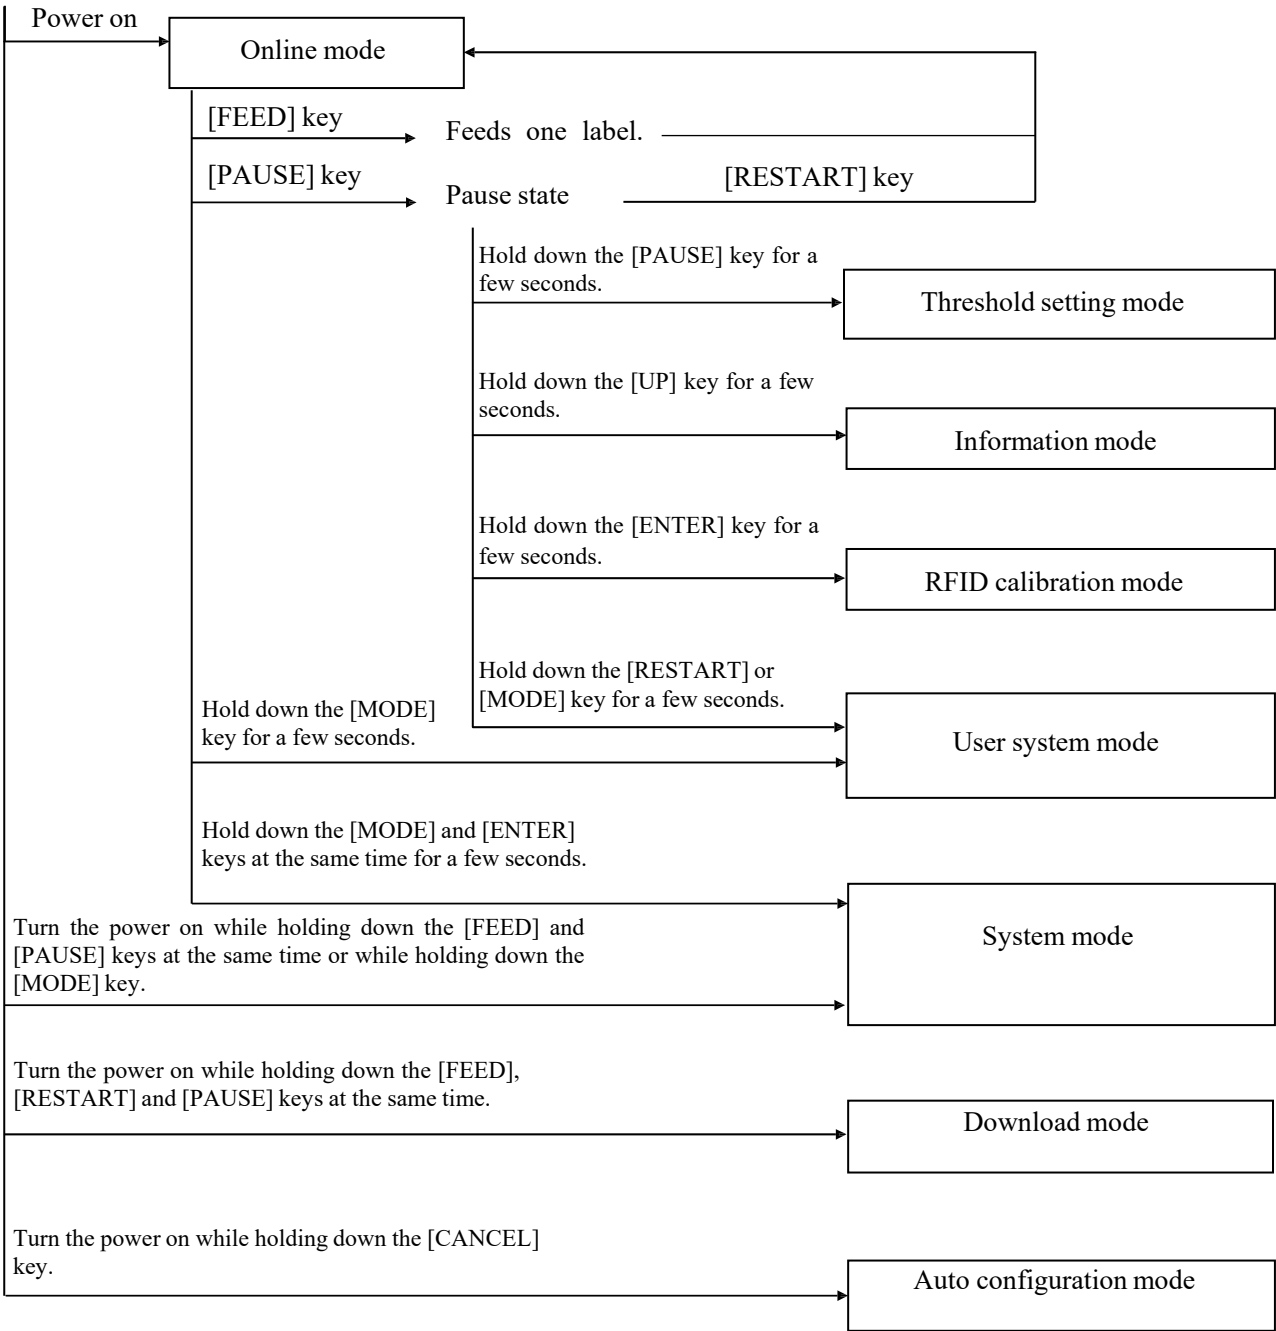 Power on
Online mode
[FEED] key
Feeds one label.
[PAUSE] key
Pause state
[RESTART] key
Hold down the [PAUSE] key for a
few seconds.
Threshold setting mode
Hold down the [UP] key for a few
seconds.
Information mode
Hold down the [ENTER] key for a
few seconds.
RFID calibration mode
Hold down the [RESTART] or
[MODE] key for a few seconds.
Hold down the [MODE]
key for a few seconds.
User system mode
Hold down the [MODE] and [ENTER]
keys at the same time for a few seconds.
Turn the power on while holding down the [FEED] and
[PAUSE] keys at the same time or while holding down the
[MODE] key.
System mode
Turn the power on while holding down the [FEED],
[RESTART] and [PAUSE] keys at the same time.
Download mode
Turn the power on while holding down the [CANCEL]
key.
Auto configuration mode